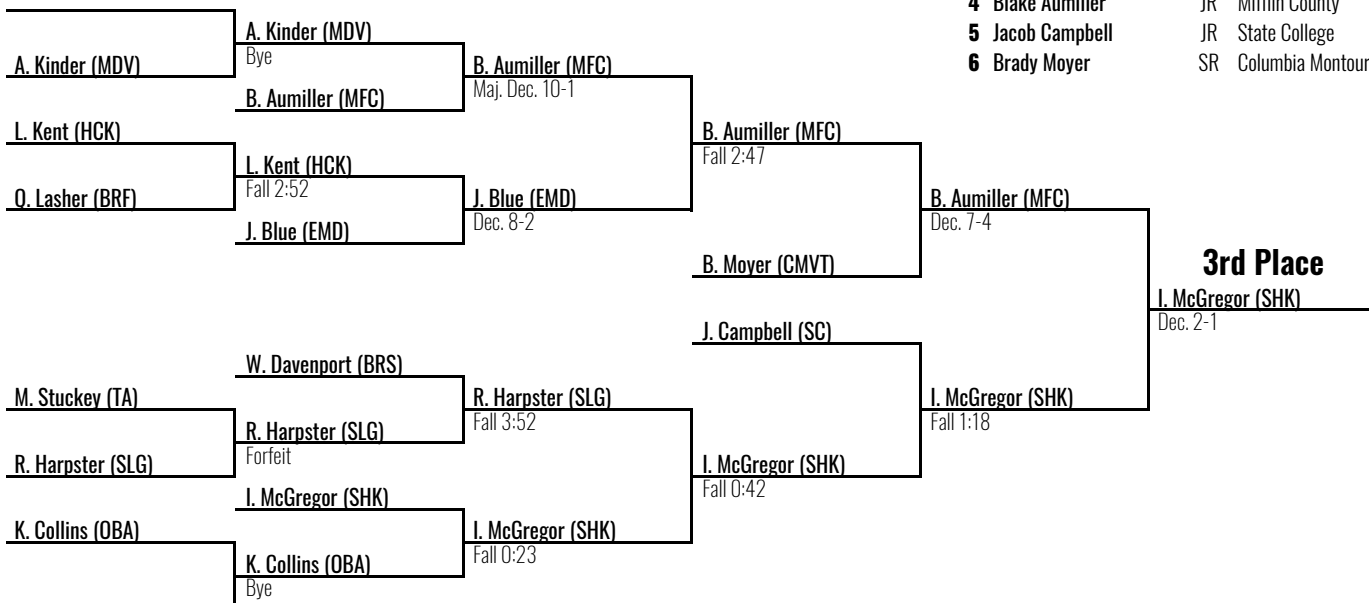 4 Blake Aumiller JR Mifflin County
5 Jacob Campbell JR State College
6 Brady Moyer SR Columbia Montour
A. Kinder (MDV)
A. Kinder (MDV)
Bye
B. Aumiller (MFC)
B. Aumiller (MFC)
Maj. Dec. 10-1
L. Kent (HCK)
Q. Lasher (BRF)
L. Kent (HCK)
Fall 2:52
J. Blue (EMD)
J. Blue (EMD)
Dec. 8-2
B. Aumiller (MFC)
Fall 2:47
B. Moyer (CMVT)
B. Aumiller (MFC)
Dec. 7-4
3rd Place
I. McGregor (SHK)
Dec. 2-1
J. Campbell (SC)
W. Davenport (BRS)
M. Stuckey (TA)
R. Harpster (SLG)
R. Harpster (SLG)
Forfeit
R. Harpster (SLG)
Fall 3:52
I. McGregor (SHK)
Fall 1:18
I. McGregor (SHK)
Fall 0:42
I. McGregor (SHK)
K. Collins (OBA)
K. Collins (OBA)
Bye
I. McGregor (SHK)
Fall 0:23